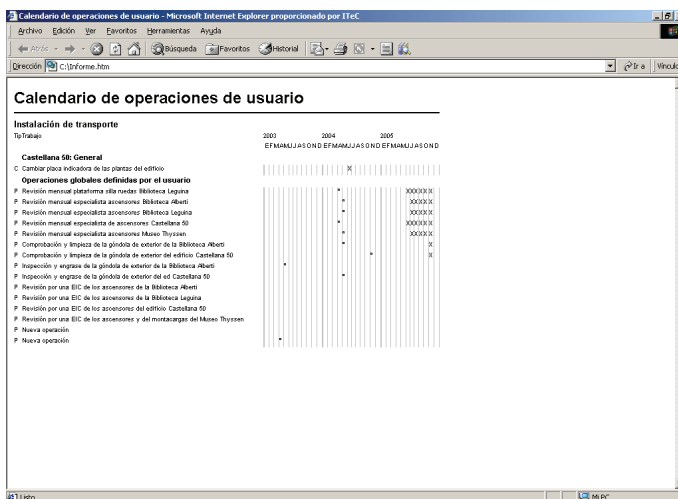 Calendario de operaciones de usuario - Microsoft Internet Explorer proporcionado por ITeC
Archivo Edición Ver Favoritos Herramientas Ayuda
Atrás Búsqueda Favoritos Historial
Dirección C:\Informe.htm Ir a Vínculo
Calendario de operaciones de usuario
Instalación de transporte
Tip Trabajo 2003 2004 2005
E F M A M J J A S O N D E F M A M J J A S O N D E F M A M J J A S O N D
Castellana 50: General
C Cambiar placa indicadora de las plantas del edificio X
Operaciones globales definidas por el usuario
P Revisión mensual plataforma silla ruedas Biblioteca Leguina * XXXXXX
P Revisión mensual especialista ascensores Biblioteca Alberti * XXXXX
P Revisión mensual especialista ascensores Biblioteca Leguina * XXXXX
P Revisión mensual especialista de ascensores Castellana 50 * XXXXXX
P Revisión mensual especialista ascensores Museo Thyssen * XXXXX
P Comprobación y limpieza de la góndola de exterior de la Biblioteca Alberti * X
P Comprobación y limpieza de la góndola de exterior del edificio Castellana 50 * X
P Inspección y engrase de la góndola de exterior de la Biblioteca Alberti *
P Inspección y engrase de la góndola de exterior del ed Castellana 50 *
P Revisión por una EIC de los ascensores de la Biblioteca Alberti
P Revisión por una EIC de los ascensores de la Biblioteca Leguina
P Revisión por una EIC de los ascensores del edificio Castellana 50
P Revisión por una EIC de los ascensores y del montacargas del Museo Thyssen
P Nueva operación
P Nueva operación *
Listo Mi PC